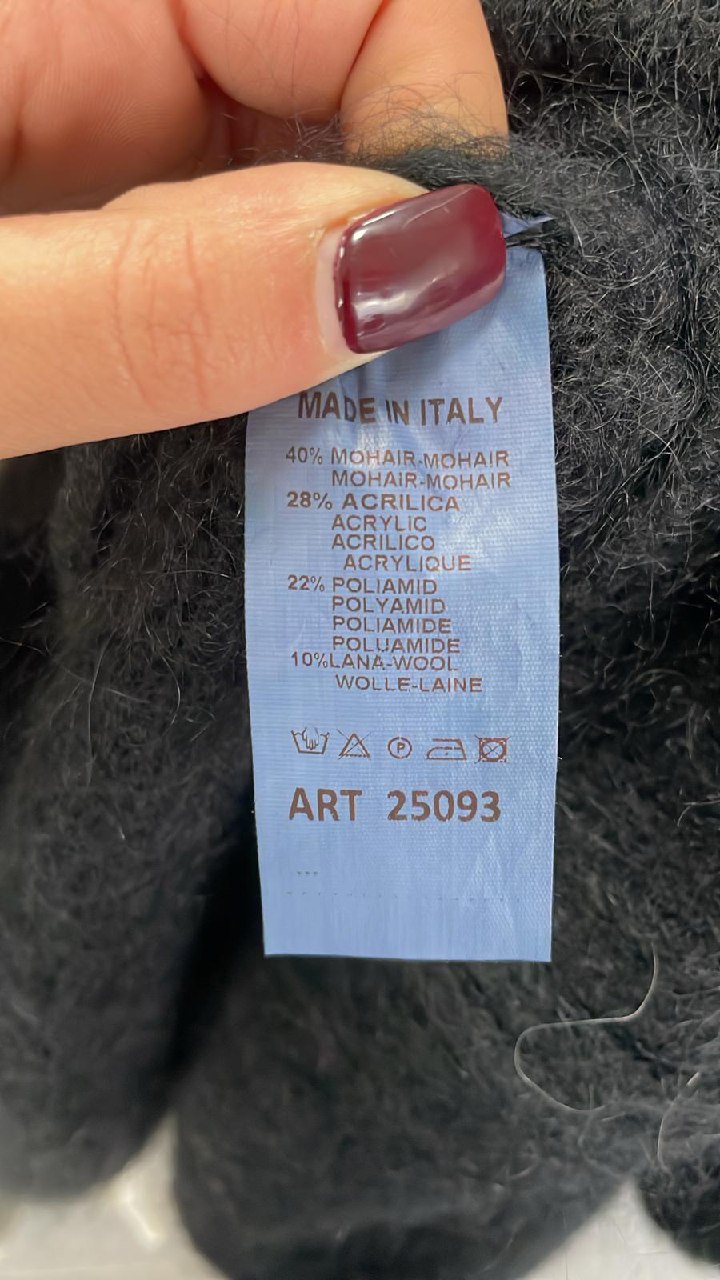 MADE IN ITALY
40% MOHAIR-MOHAIR
MOHAIR-MOHAIR
28% ACRILICA
ACRYLIC
ACRILICO
ACRYLIQUE
22% POLIAMID
POLYAMID
POLIAMIDE
POLUAMIDE
10%LANA-WOOL
WOLLE-LAINE
P
ART 25093